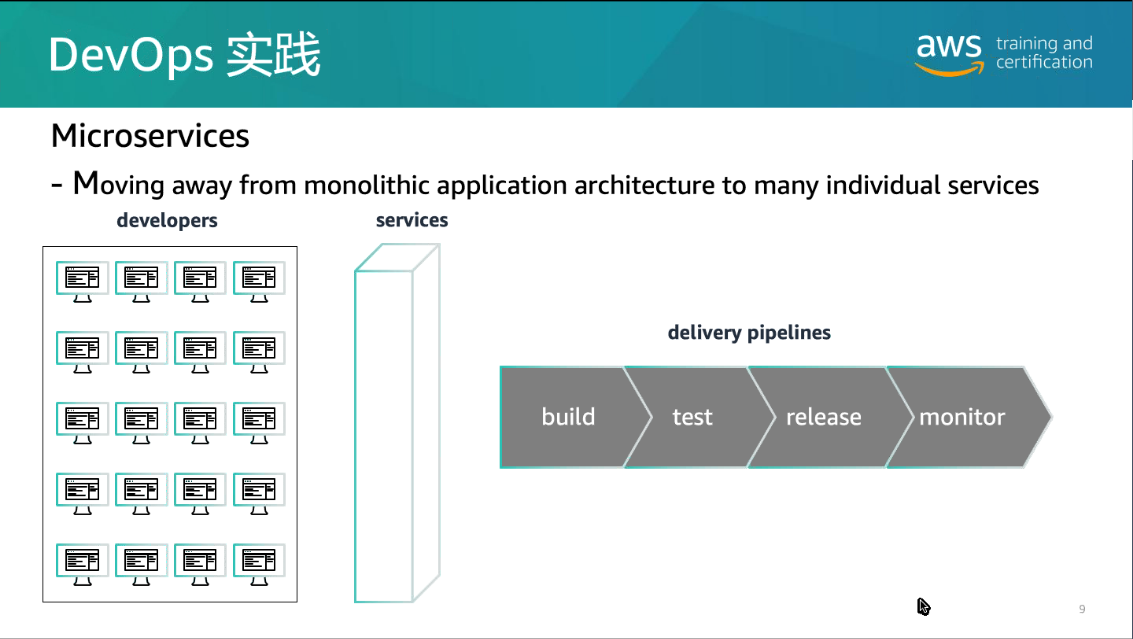 DevOps 实践
aws training and
certification
Microservices
- Moving away from monolithic application architecture to many individual services
developers
services
delivery pipelines
build
test
release
monitor
9